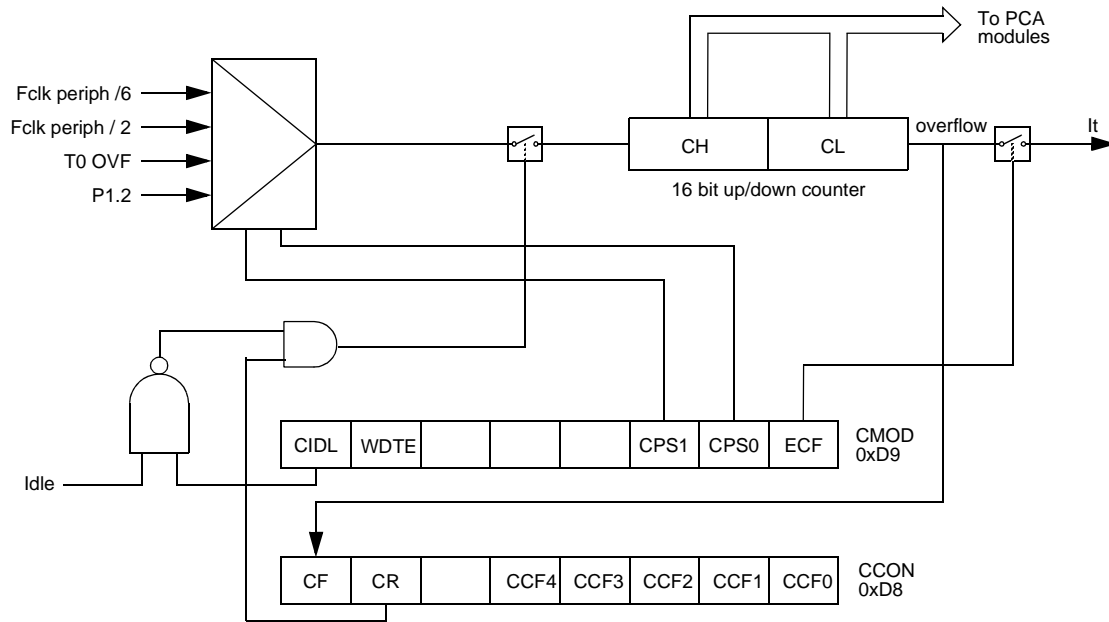 To PCA
modules
Fclk periph /6
Fclk periph / 2
T0 OVF
P1.2
CH
CL
overflow
It
16 bit up/down counter
CIDL
WDTE
CPS1
CPS0
ECF
CMOD
0xD9
Idle
CF
CR
CCF4
CCF3
CCF2
CCF1
CCF0
CCON
0xD8